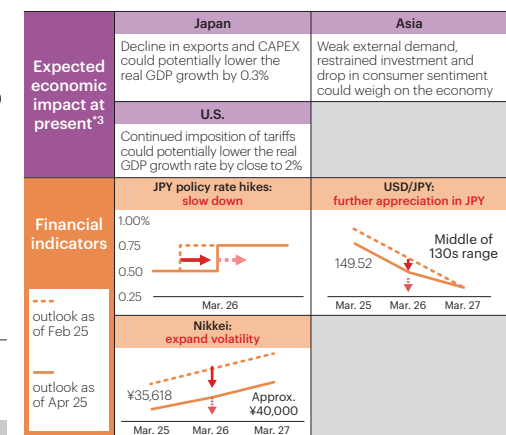 Expected
economic
impact at
present*3
Japan
Decline in exports and CAPEX
could potentially lower the
real GDP growth by 0.3%
Asia
Weak external demand,
restrained investment and
drop in consumer sentiment
could weigh on the economy
U.S.
Continued imposition of tariffs
could potentially lower the real
GDP growth rate by close to 2%
Financial
indicators
outlook as
of Feb 25
outlook as
of Apr 25
JPY policy rate hikes:
slow down
1.00%
0.75
0.50
0.25
Mar. 26
USD/JPY:
further appreciation in JPY
149.52
Middle of
130s range
Mar. 25 Mar. 26 Mar. 27
Nikkei:
expand volatility
¥35,618
Approx.
¥40,000
Mar. 25 Mar. 26 Mar. 27